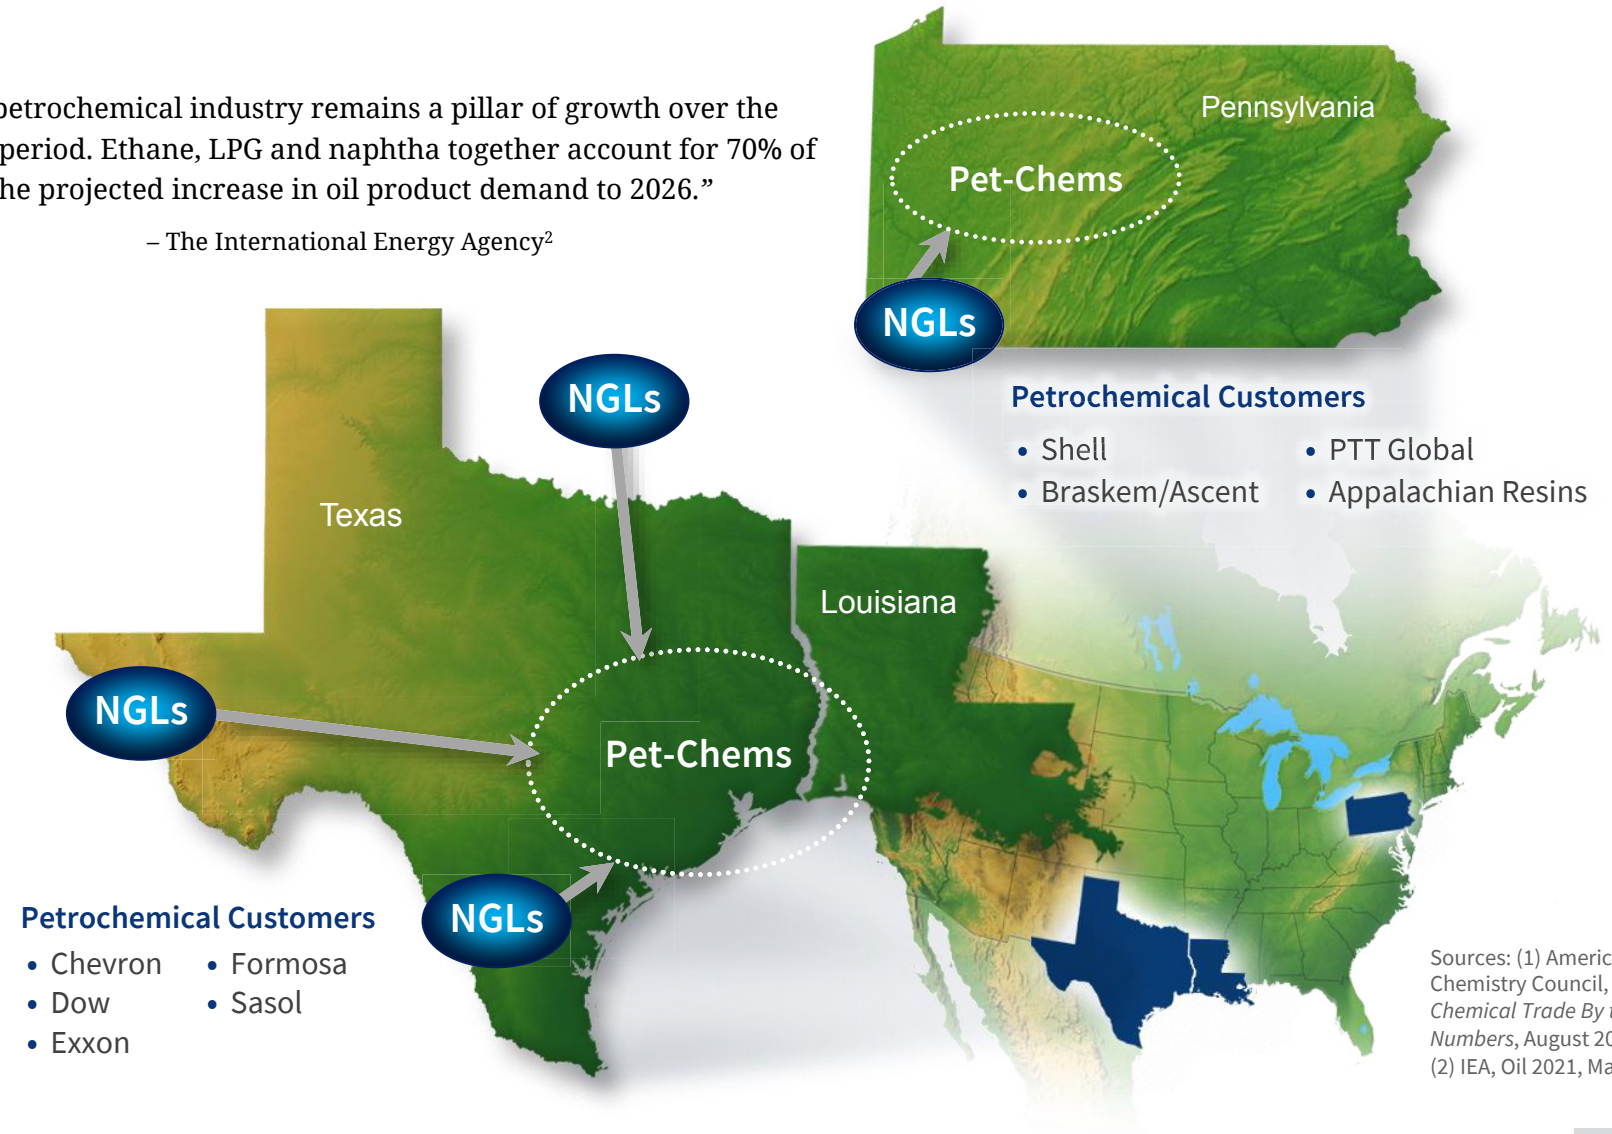 petrochemical industry remains a pillar of growth over the
period. Ethane, LPG and naphtha together account for 70% of
he projected increase in oil product demand to 2026.”
– The International Energy Agency2
Pennsylvania
Pet-Chems
NGLs
Petrochemical Customers
• Shell
• Braskem/Ascent
• PTT Global
• Appalachian Resins
NGLs
Texas
Louisiana
NGLs
Pet-Chems
NGLs
Petrochemical Customers
• Chevron
• Dow
• Exxon
• Formosa
• Sasol
Sources: (1) Americ
Chemistry Council,
Chemical Trade By t
Numbers, August 20
(2) IEA, Oil 2021, Ma